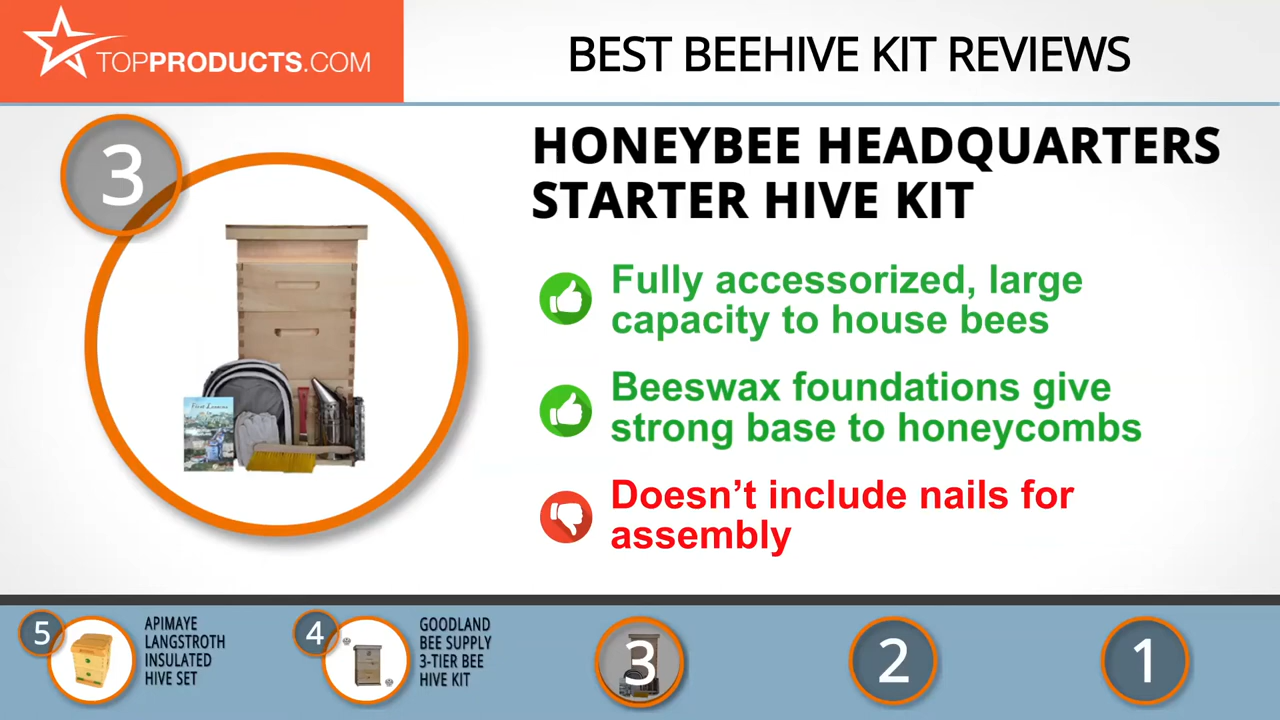 TOPPRODUCTS.COM
BEST BEEHIVE KIT REVIEWS
3
HONEYBEE HEADQUARTERS
STARTER HIVE KIT
Fully accessorized, large
capacity to house bees
Beeswax foundations give
strong base to honeycombs
Doesn’t include nails for
assembly
First Lessons
5
APIMAYE
LANGSTROTH
INSULATED
HIVE SET
4
GOODLAND
BEE SUPPLY
3-TIER BEE
HIVE KIT
3
2
1